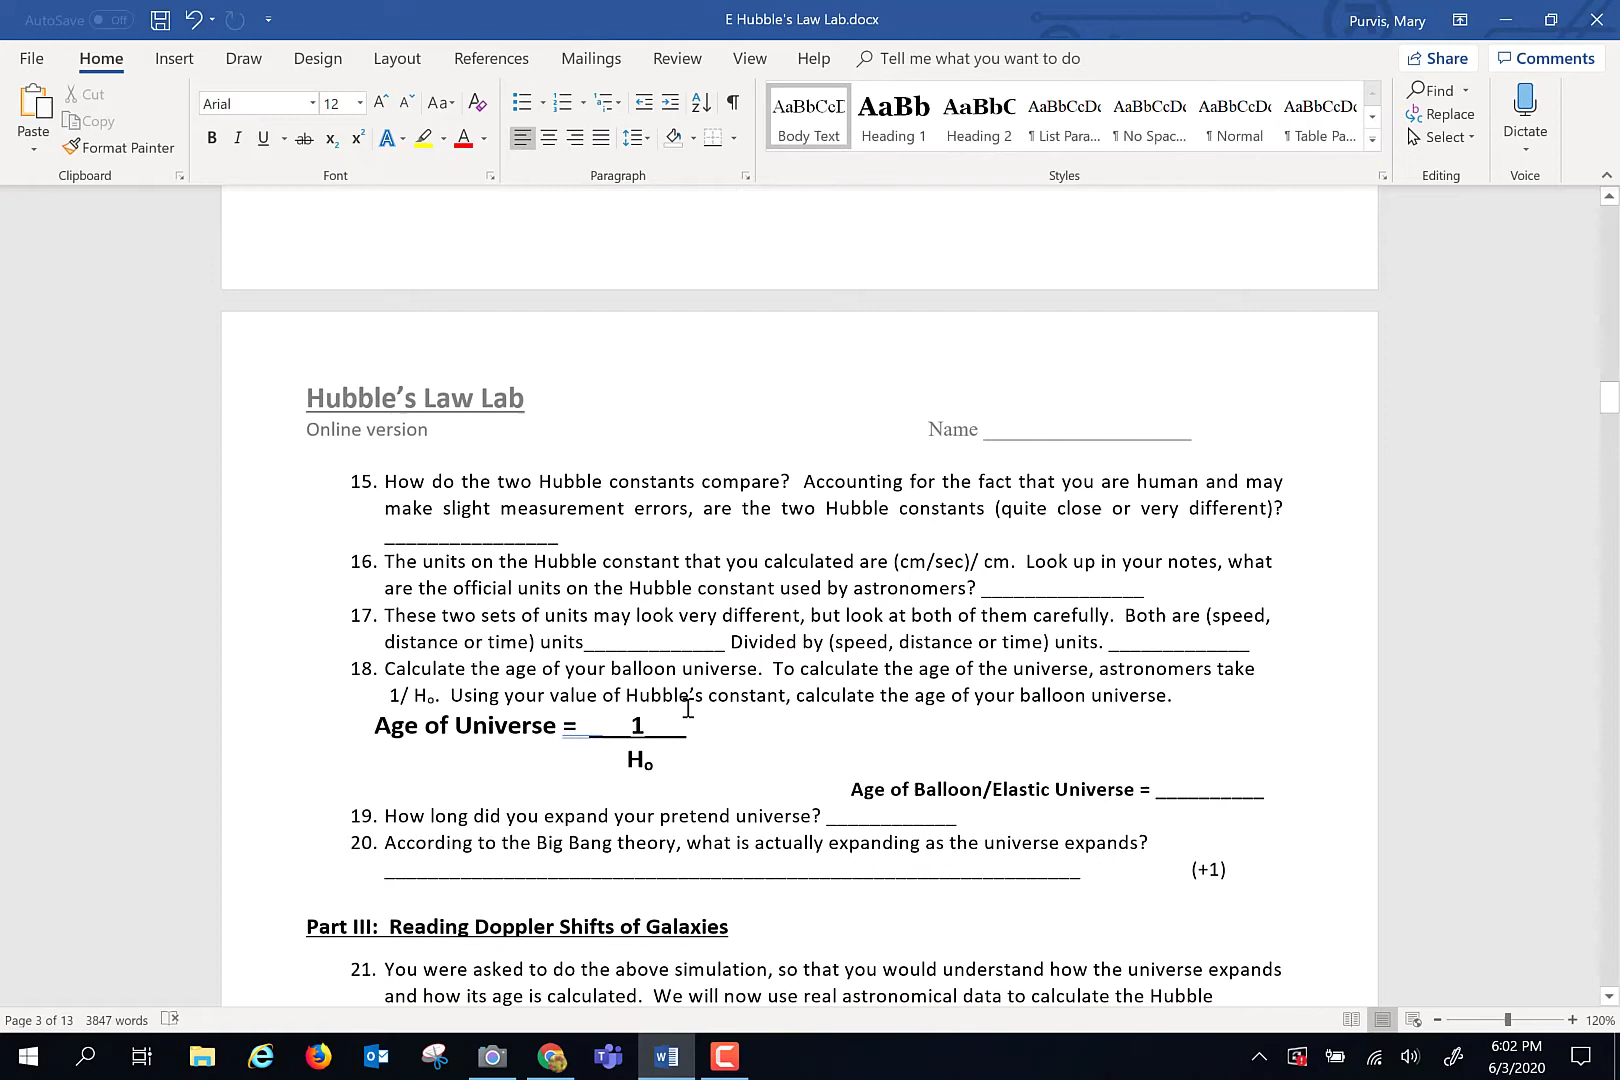 AutoSave Off
E Hubble's Law Lab.docx
Purvis, Mary
File Home Insert Draw Design Layout References Mailings Review View Help Tell me what you want to do Share Comments
Paste Cut Copy Format Painter
Clipboard
Arial 12
Font
Paragraph
AaBbCcD AaBb AaBbC AaBbCcDc AaBbCcDc AaBbCcDc AaBbCcDc
Body Text Heading 1 Heading 2 ¶ List Para... ¶ No Spac... ¶ Normal ¶ Table Pa...
Styles
Find Replace Select
Editing
Dictate
Voice
Hubble’s Law Lab
Online version Name ____________________
15. How do the two Hubble constants compare? Accounting for the fact that you are human and may
make slight measurement errors, are the two Hubble constants (quite close or very different)?
________________
16. The units on the Hubble constant that you calculated are (cm/sec)/ cm. Look up in your notes, what
are the official units on the Hubble constant used by astronomers? _______________
17. These two sets of units may look very different, but look at both of them carefully. Both are (speed,
distance or time) units_____________ Divided by (speed, distance or time) units. _____________
18. Calculate the age of your balloon universe. To calculate the age of the universe, astronomers take
1/ Hₒ. Using your value of Hubble’s constant, calculate the age of your balloon universe.
Age of Universe = ___1___
Hₒ
Age of Balloon/Elastic Universe = __________
19. How long did you expand your pretend universe? ____________
20. According to the Big Bang theory, what is actually expanding as the universe expands?
________________________________________________________________ (+1)
Part III: Reading Doppler Shifts of Galaxies
21. You were asked to do the above simulation, so that you would understand how the universe expands
and how its age is calculated. We will now use real astronomical data to calculate the Hubble
Page 3 of 13 3847 words 120%
6:02 PM
6/3/2020